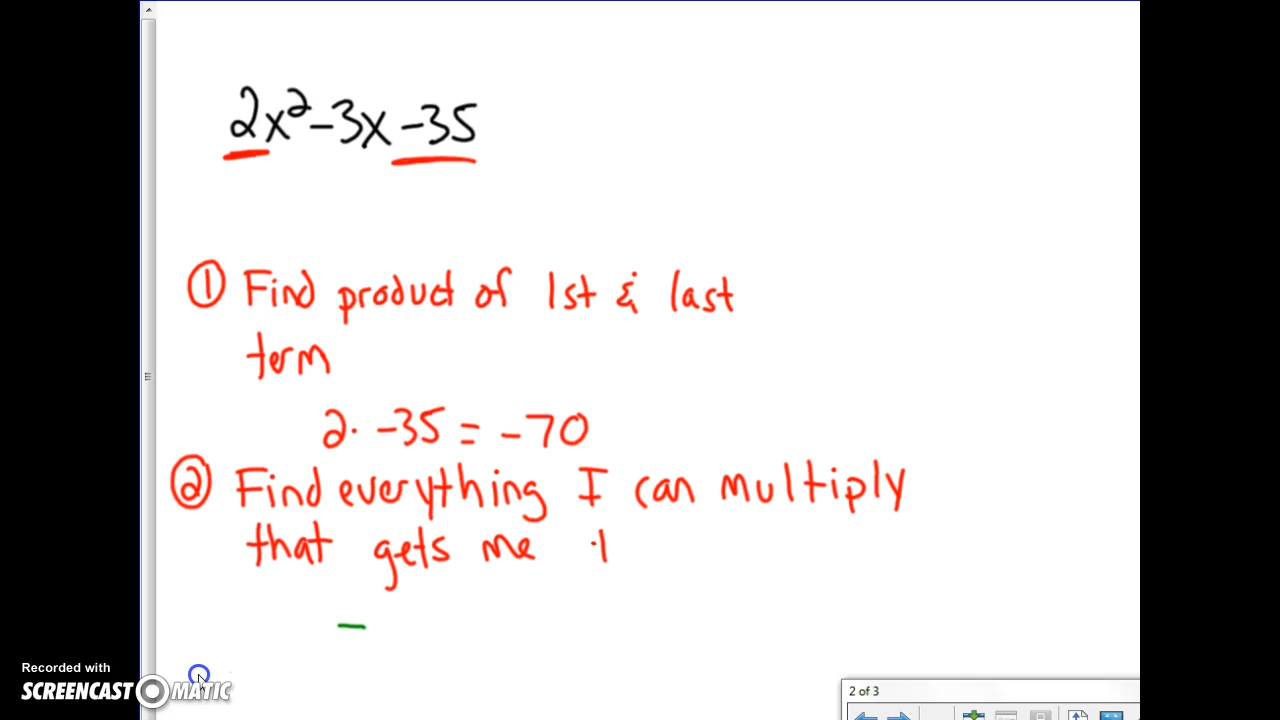 2x²-3x-35
① Find product of 1st & last
term
2· -35 = -70
② Find everything I can multiply
that gets me
Recorded with
SCREENCAST MATIC
2 of 3